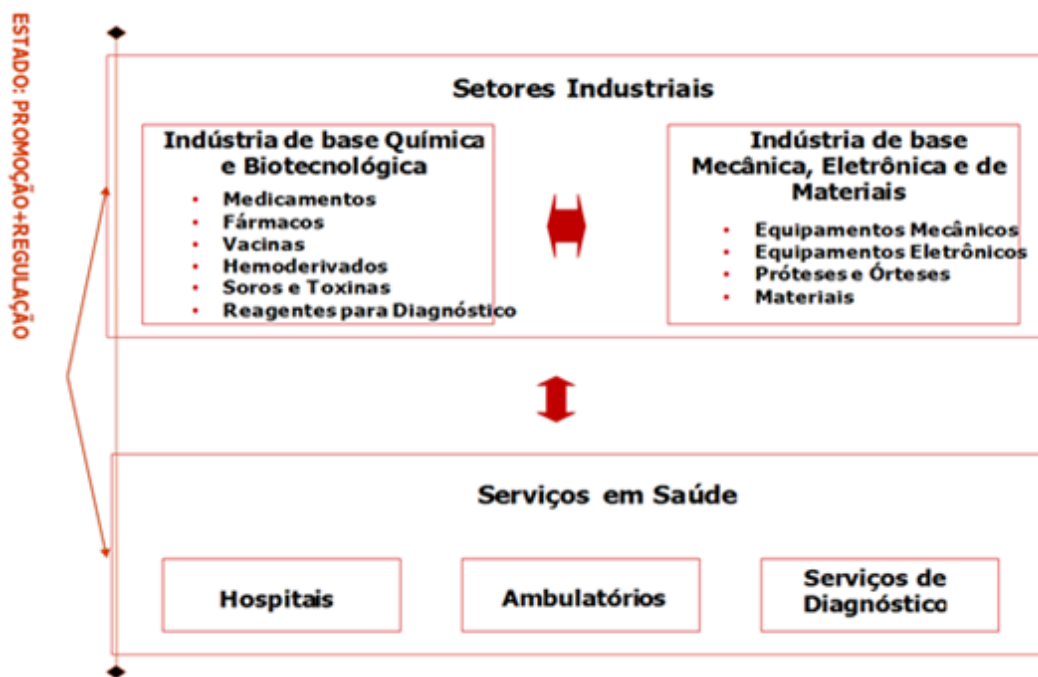 ESTADO: PROMOÇÃO+REGULAÇÃO
Setores Industriais
Indústria de base Química
e Biotecnológica
• Medicamentos
• Fármacos
• Vacinas
• Hemoderivados
• Soros e Toxinas
• Reagentes para Diagnóstico
Indústria de base
Mecânica, Eletrônica e de
Materiais
• Equipamentos Mecânicos
• Equipamentos Eletrônicos
• Próteses e Órteses
• Materiais
Serviços em Saúde
Hospitais
Ambulatórios
Serviços de
Diagnóstico